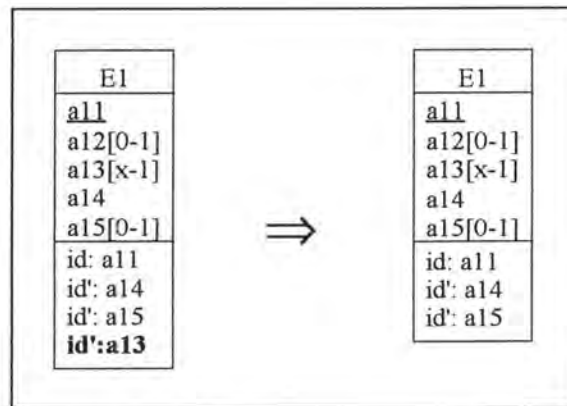 E1
a11
a12[0-1]
a13[x-1]
a14
a15[0-1]
id: a11
id': a14
id': a15
id':a13
⇒
E1
a11
a12[0-1]
a13[x-1]
a14
a15[0-1]
id: a11
id': a14
id': a15